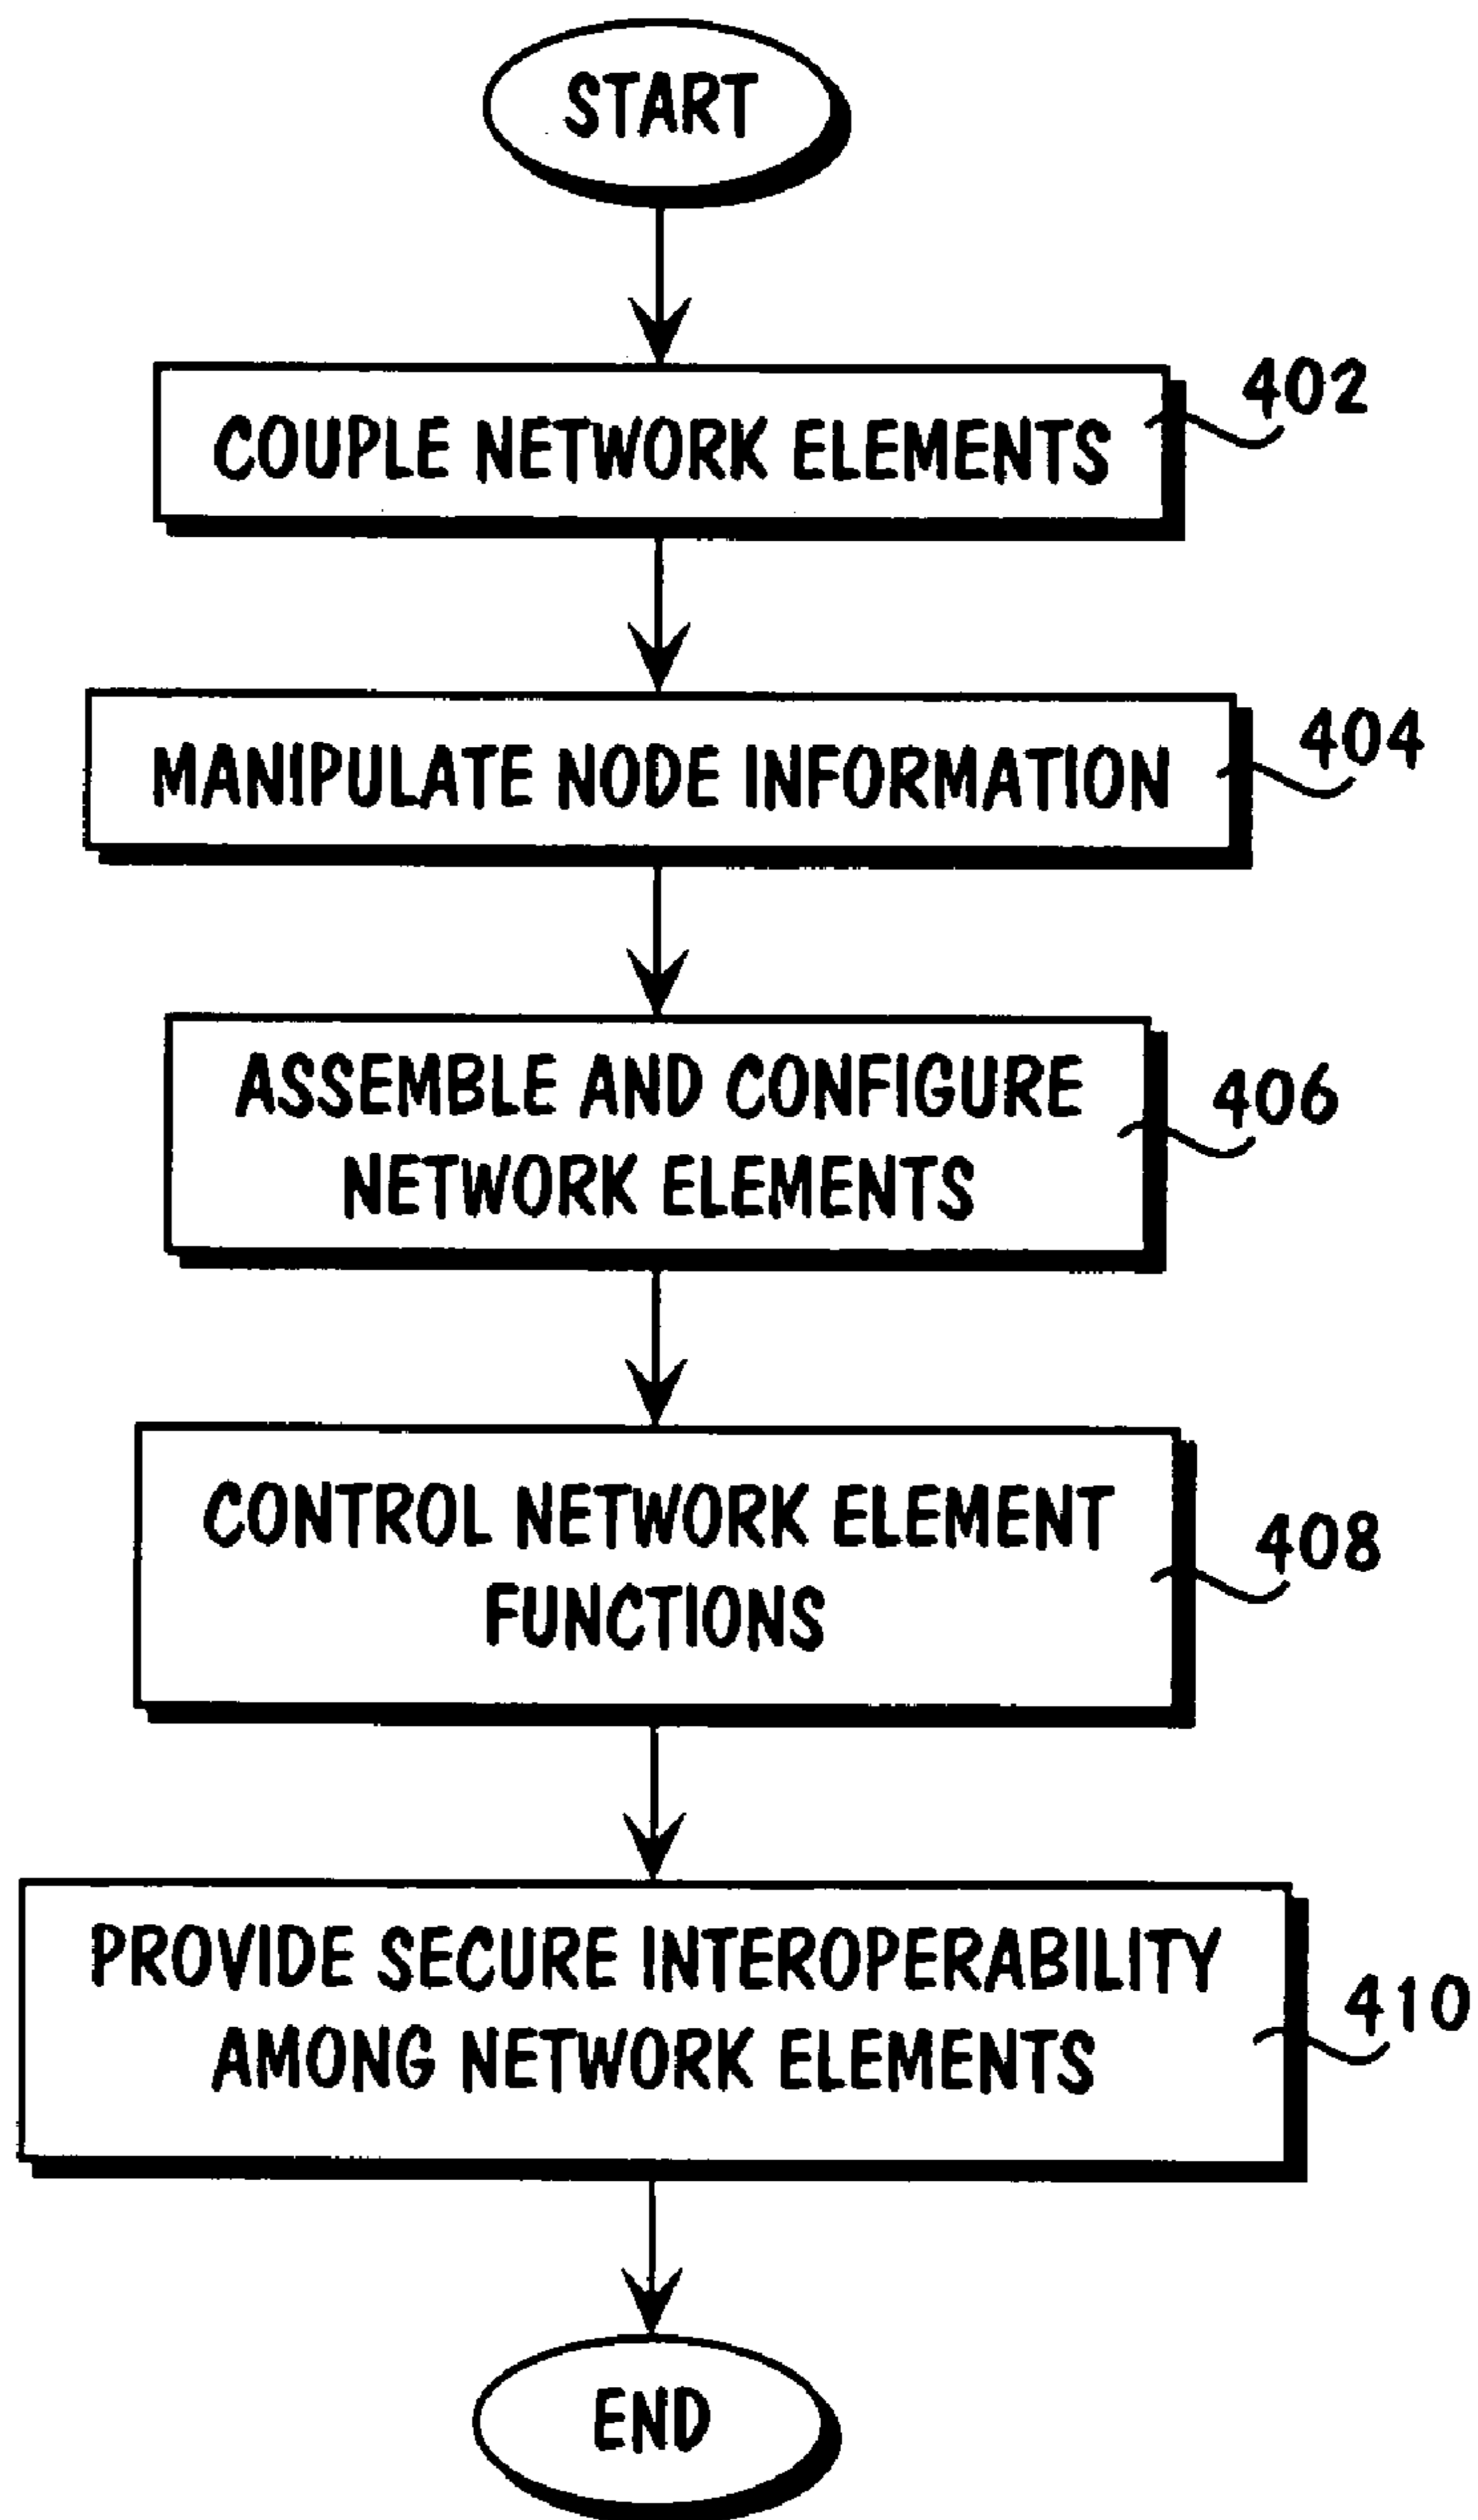 START
COUPLE NETWORK ELEMENTS
402
MANIPULATE NODE INFORMATION
404
ASSEMBLE AND CONFIGURE
NETWORK ELEMENTS
406
CONTROL NETWORK ELEMENT
FUNCTIONS
408
PROVIDE SECURE INTEROPERABILITY
AMONG NETWORK ELEMENTS
410
END